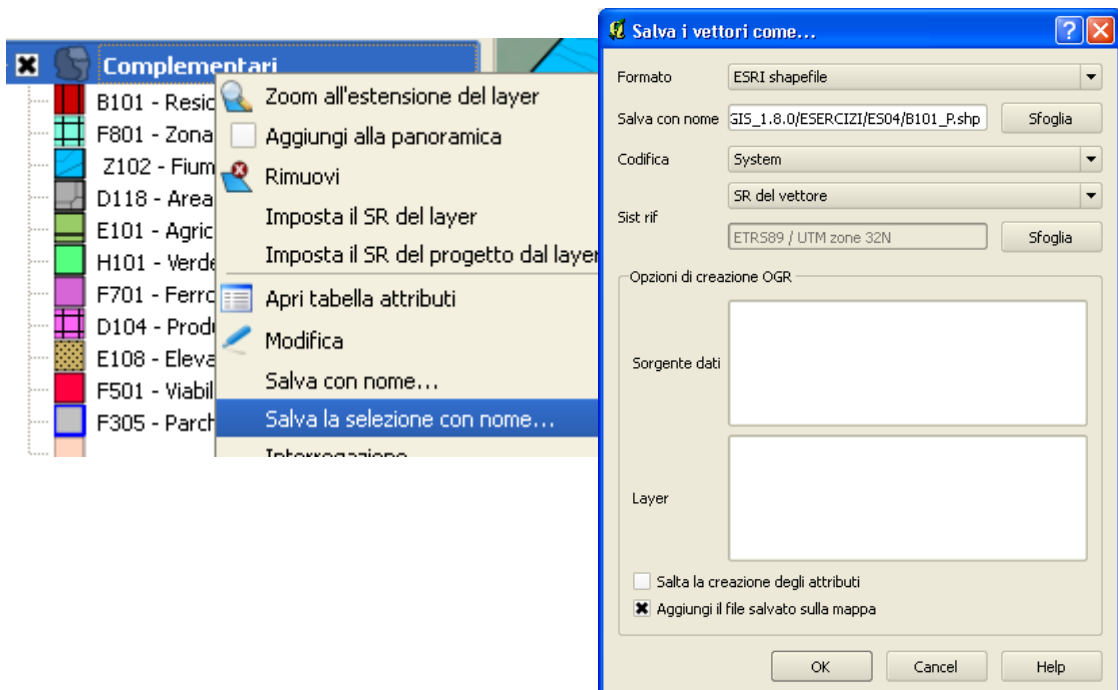 Complementari
B101 - Resid
F801 - Zona
Z102 - Fium
D118 - Area
E101 - Agric
H101 - Verde
F701 - Ferro
D104 - Produ
E108 - Eleva
F501 - Viabil
F305 - Parch
Zoom all'estensione del layer
Aggiungi alla panoramica
Rimuovi
Imposta il SR del layer
Imposta il SR del progetto dal layer
Apri tabella attributi
Modifica
Salva con nome...
Salva la selezione con nome...
Interrogazione
Salva i vettori come...
Formato ESRI shapefile
Salva con nome GIS_1.8.0/ESERCIZI/ES04/B101_P.shp Sfoglia
Codifica System
SR del vettore
Sist rif
ETRS89 / UTM zone 32N Sfoglia
Opzioni di creazione OGR
Sorgente dati
Layer
Salta la creazione degli attributi
Aggiungi il file salvato sulla mappa
OK Cancel Help